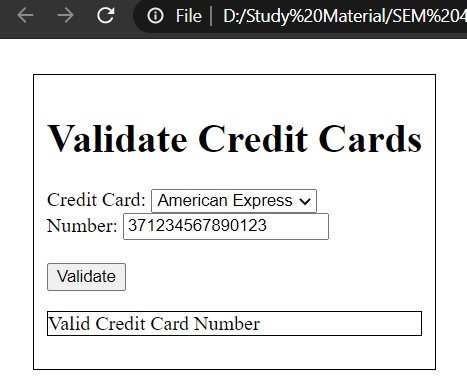 File | D:/Study%20Material/SEM%204
Validate Credit Cards
Credit Card: American Express
Number: 371234567890123
Validate
Valid Credit Card Number